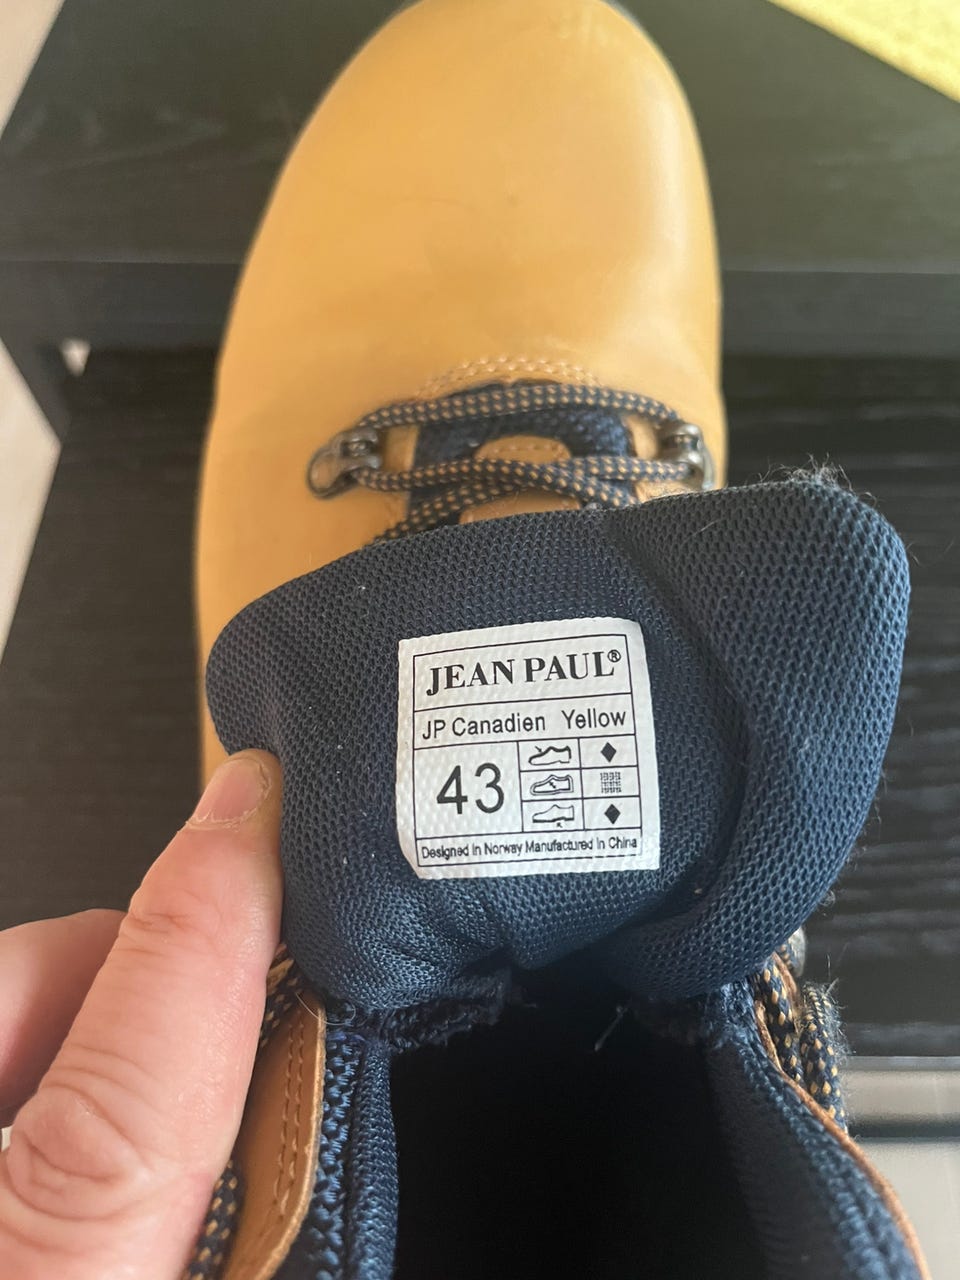 JEAN PAUL®
JP Canadien Yellow
43
Designed in Norway Manufactured in China